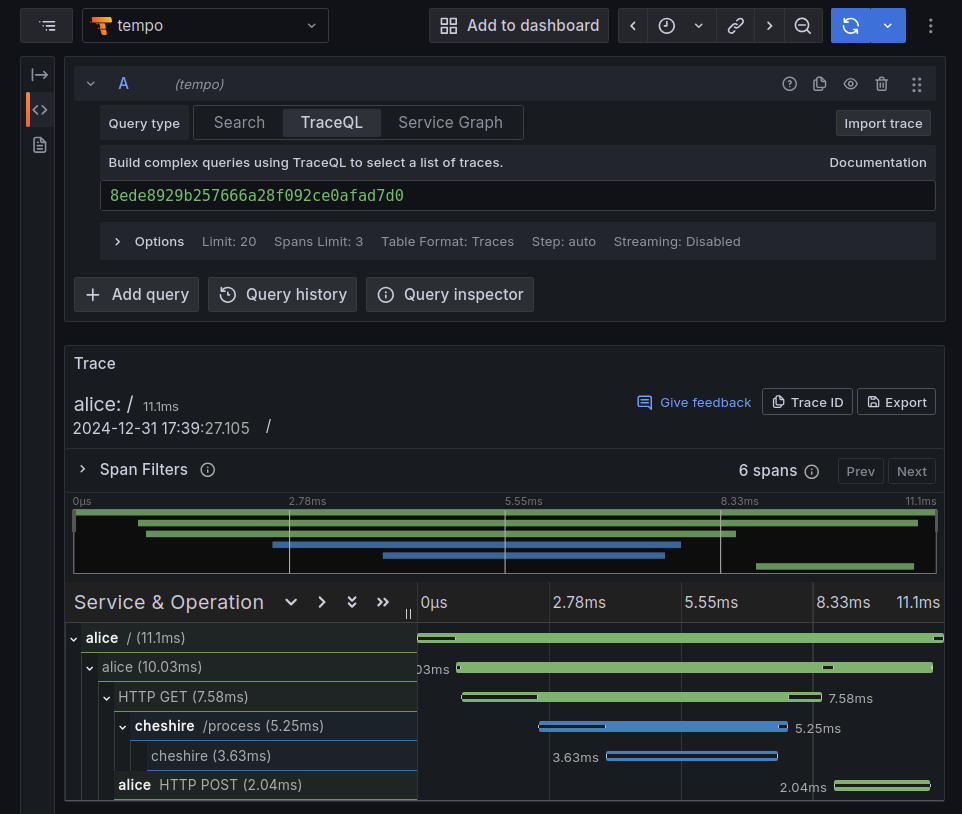 tempo Add to dashboard
A (tempo)
Query type Search TraceQL Service Graph Import trace
Build complex queries using TraceQL to select a list of traces. Documentation
8ede8929b257666a28f092ce0afad7d0
Options Limit: 20 Spans Limit: 3 Table Format: Traces Step: auto Streaming: Disabled
Add query Query history Query inspector
Trace
alice: / 11.1ms Give feedback Trace ID Export
2024-12-31 17:39:27.105 /
Span Filters 6 spans Prev Next
0µs 2.78ms 5.55ms 8.33ms 11.1ms
Service & Operation 0µs 2.78ms 5.55ms 8.33ms 11.1ms
alice / (11.1ms)
alice (10.03ms) 03ms
HTTP GET (7.58ms) 7.58ms
cheshire /process (5.25ms) 5.25ms
cheshire (3.63ms) 3.63ms
alice HTTP POST (2.04ms) 2.04ms